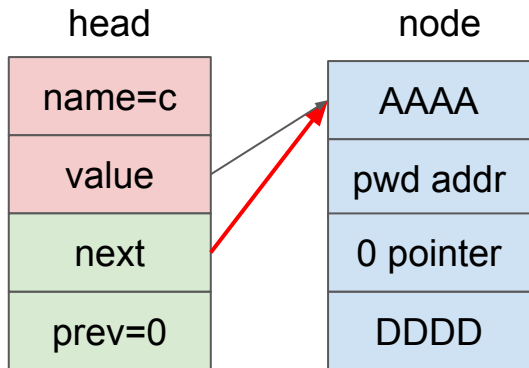 head
name=c
value
next
prev=0
node
AAAA
pwd addr
0 pointer
DDDD